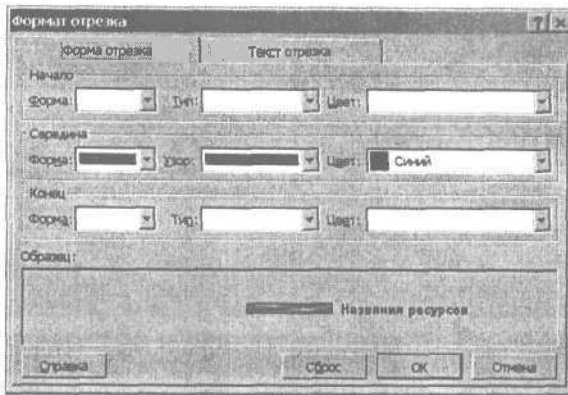 Формат отрезка
Форма отрезка Текст отрезка
Начало
Форма: Тип: Цвет:
Середина
Форма: Узор: Цвет: Синий
Конец
Форма: Тип: Цвет:
Образец:
Названия ресурсов
Справка Сброс ОК Отмена